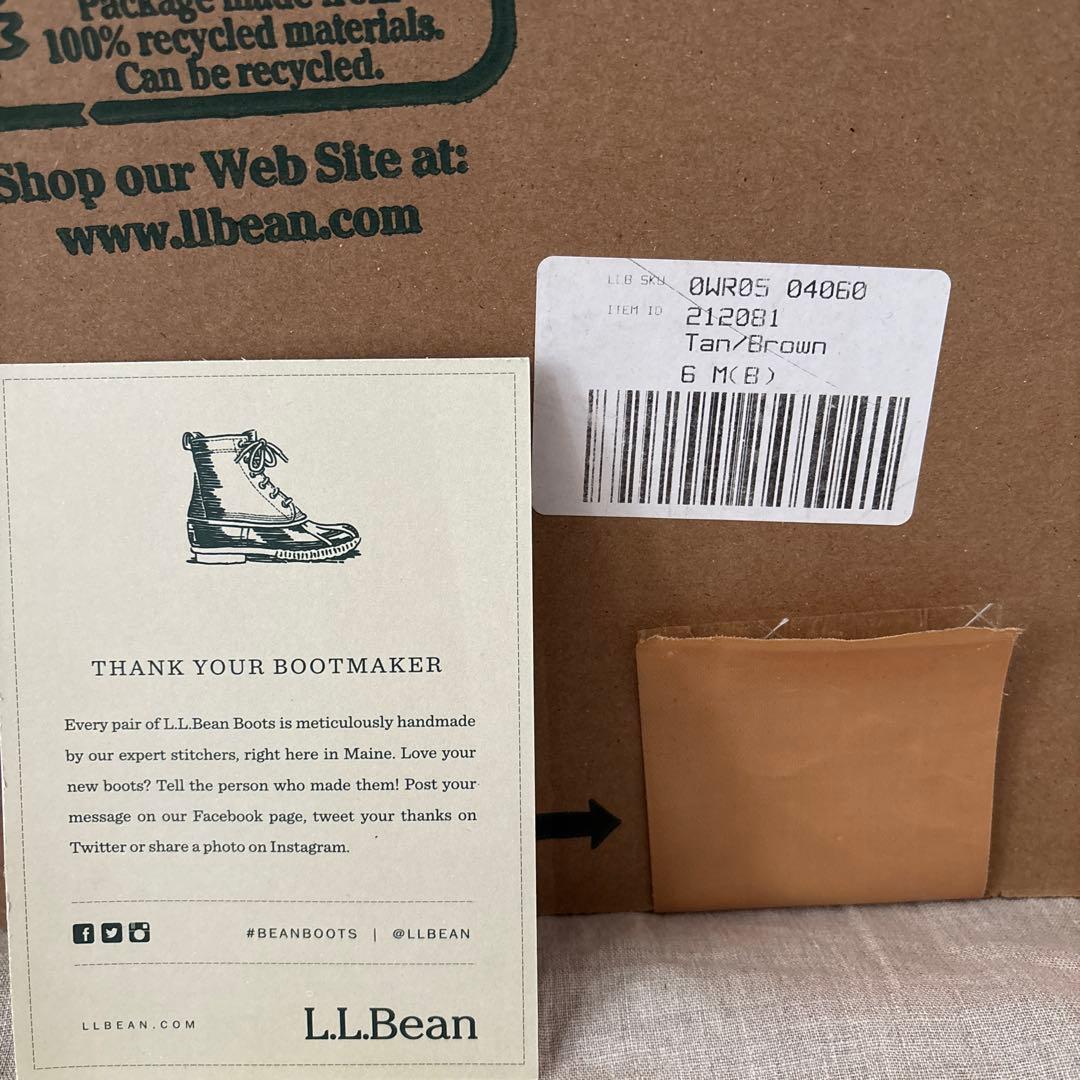 Package made from
100% recycled materials.
Can be recycled.
Shop our Web Site at:
www.llbean.com
LLB SKU 0WR05 04060
ITEM ID 212081
Tan/Brown
6 M(B)
THANK YOUR BOOTMAKER
Every pair of L.L.Bean Boots is meticulously handmade
by our expert stitchers, right here in Maine. Love your
new boots? Tell the person who made them! Post your
message on our Facebook page, tweet your thanks on
Twitter or share a photo on Instagram.
#BEANBOOTS | @LLBEAN
LLBEAN.COM
L.L.Bean